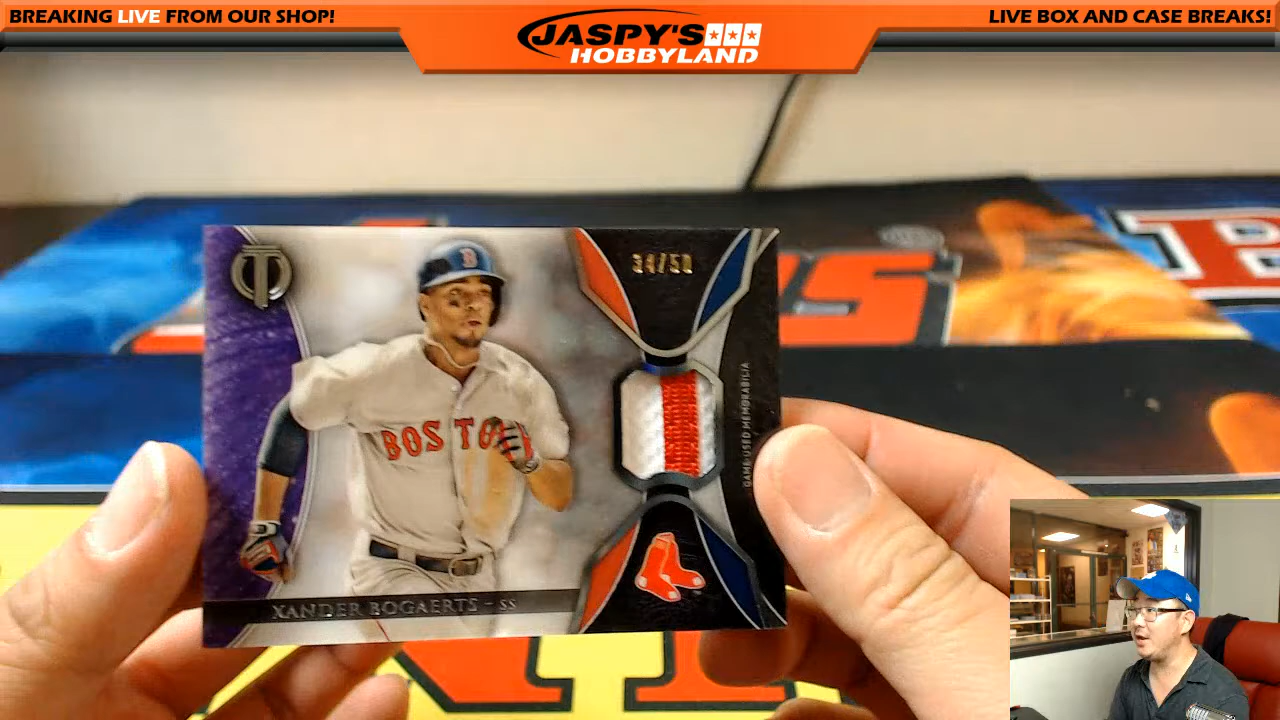 BREAKING LIVE FROM OUR SHOP!
JASPY'S
HOBBYLAND
LIVE BOX AND CASE BREAKS!
34/50
T
B
BOSTON
GAME-USED MEMORABILIA
XANDER BOGAERTS - SS